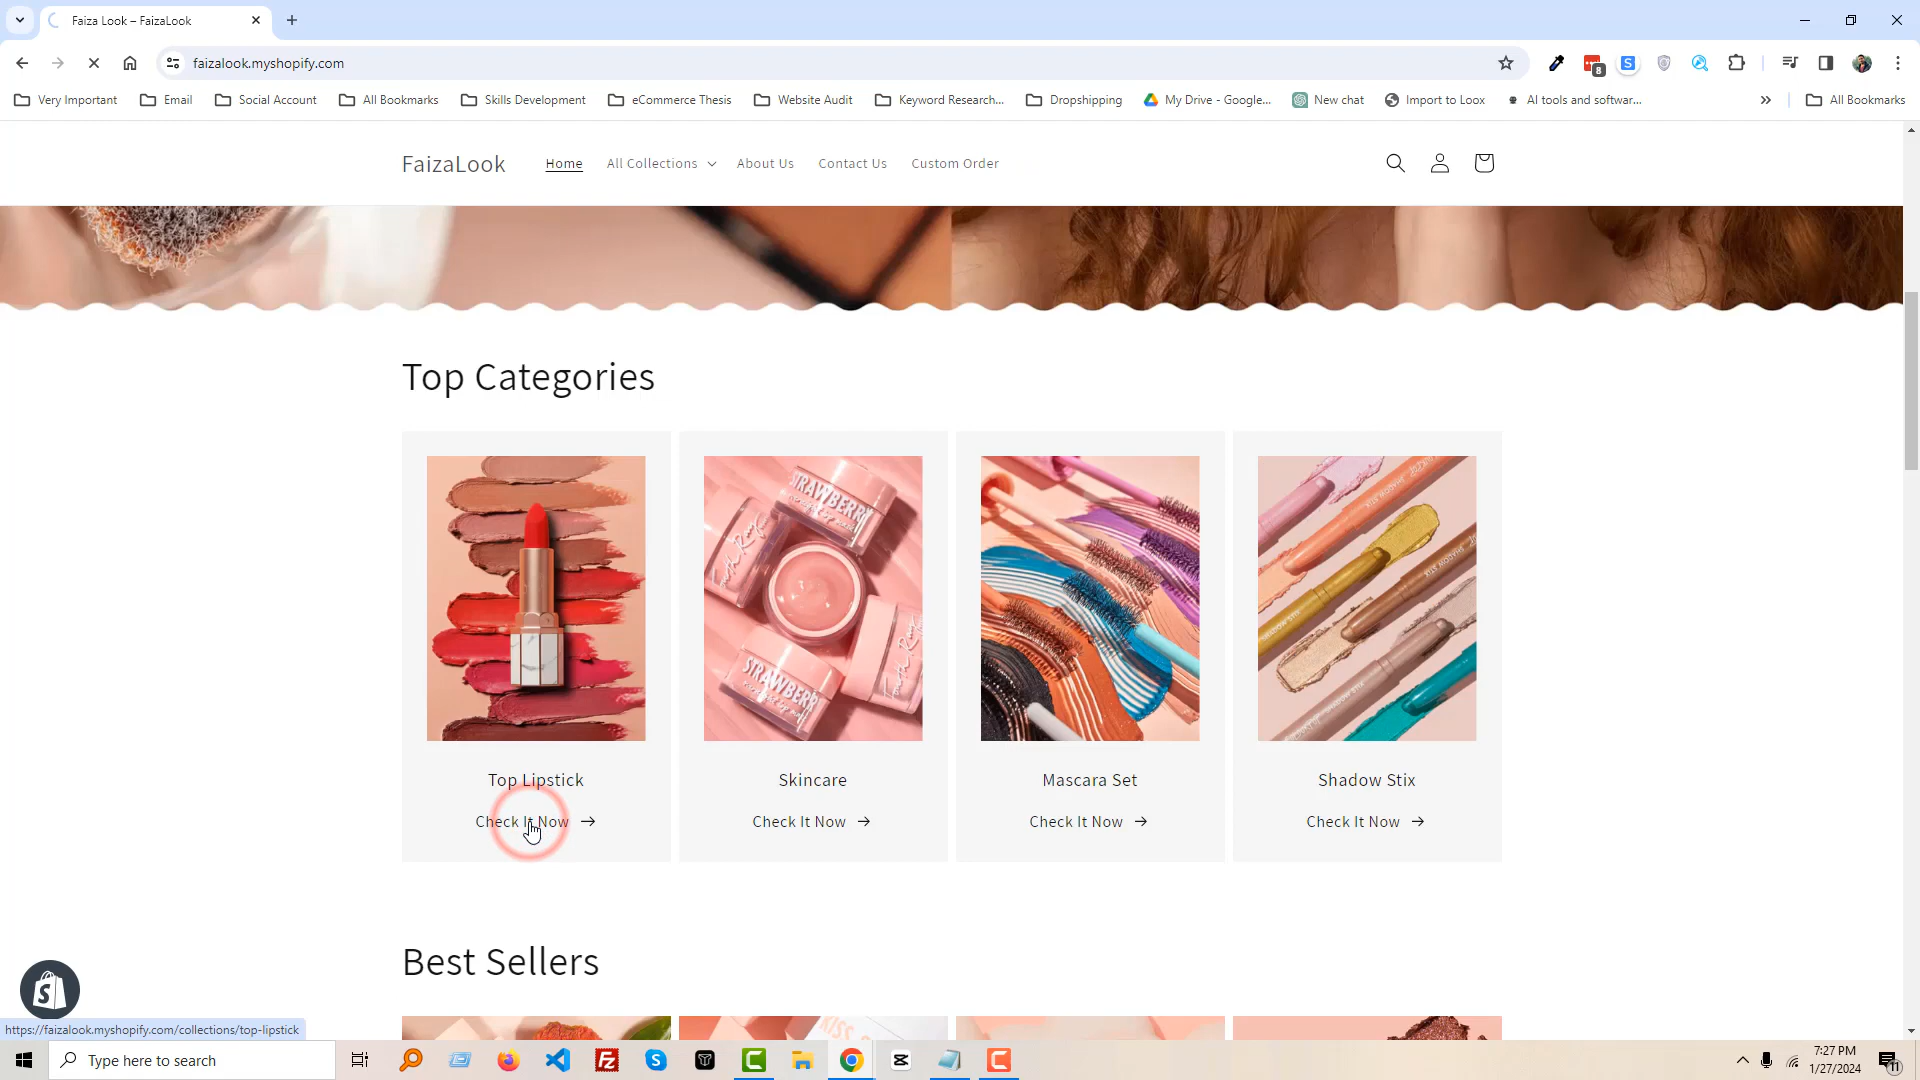 Faiza Look – FaizaLook
faizalook.myshopify.com
8
Very Important
Email
Social Account
All Bookmarks
Skills Development
eCommerce Thesis
Website Audit
Keyword Research...
Dropshipping
My Drive - Google...
New chat
Import to Loox
AI tools and softwar...
All Bookmarks
FaizaLook
Home
All Collections
About Us
Contact Us
Custom Order
Top Categories
STRAWBERRY
STRAWBERR
Top Lipstick
Skincare
Mascara Set
Shadow Stix
Check It Now
Check It Now
Check It Now
Check It Now
Best Sellers
https://faizalook.myshopify.com/collections/top-lipstick
Type here to search
7:27 PM
1/27/2024
11